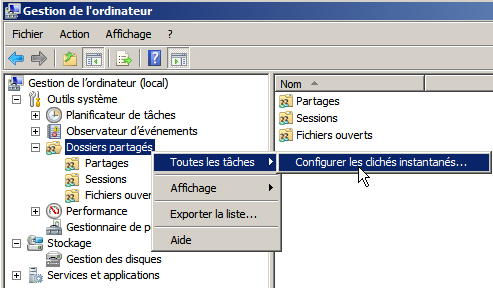 Gestion de l'ordinateur
Fichier Action Affichage ?
Gestion de l'ordinateur (local)
Outils système
Planificateur de tâches
Observateur d'événements
Dossiers partagés
Partages
Sessions
Fichiers ouver
Performance
Gestionnaire de p
Stockage
Gestion des disques
Services et applications
Toutes les tâches
Affichage
Exporter la liste...
Aide
Configurer les clichés instantanés...
Nom
Partages
Sessions
Fichiers ouverts